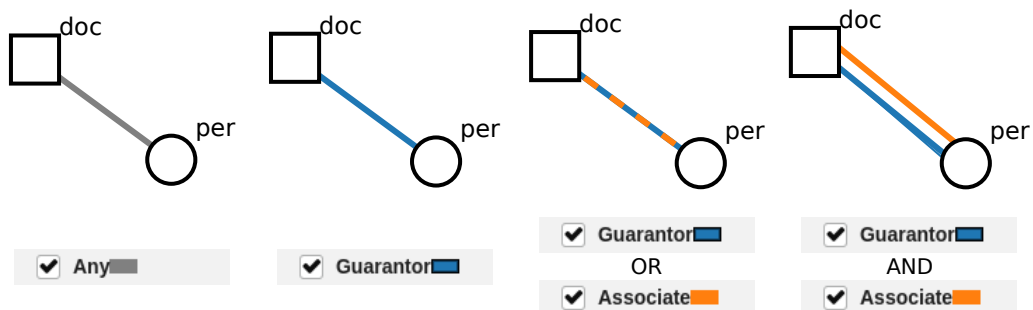 doc
per
Any
doc
per
Guarantor
doc
per
Guarantor
OR
Associate
doc
per
Guarantor
AND
Associate